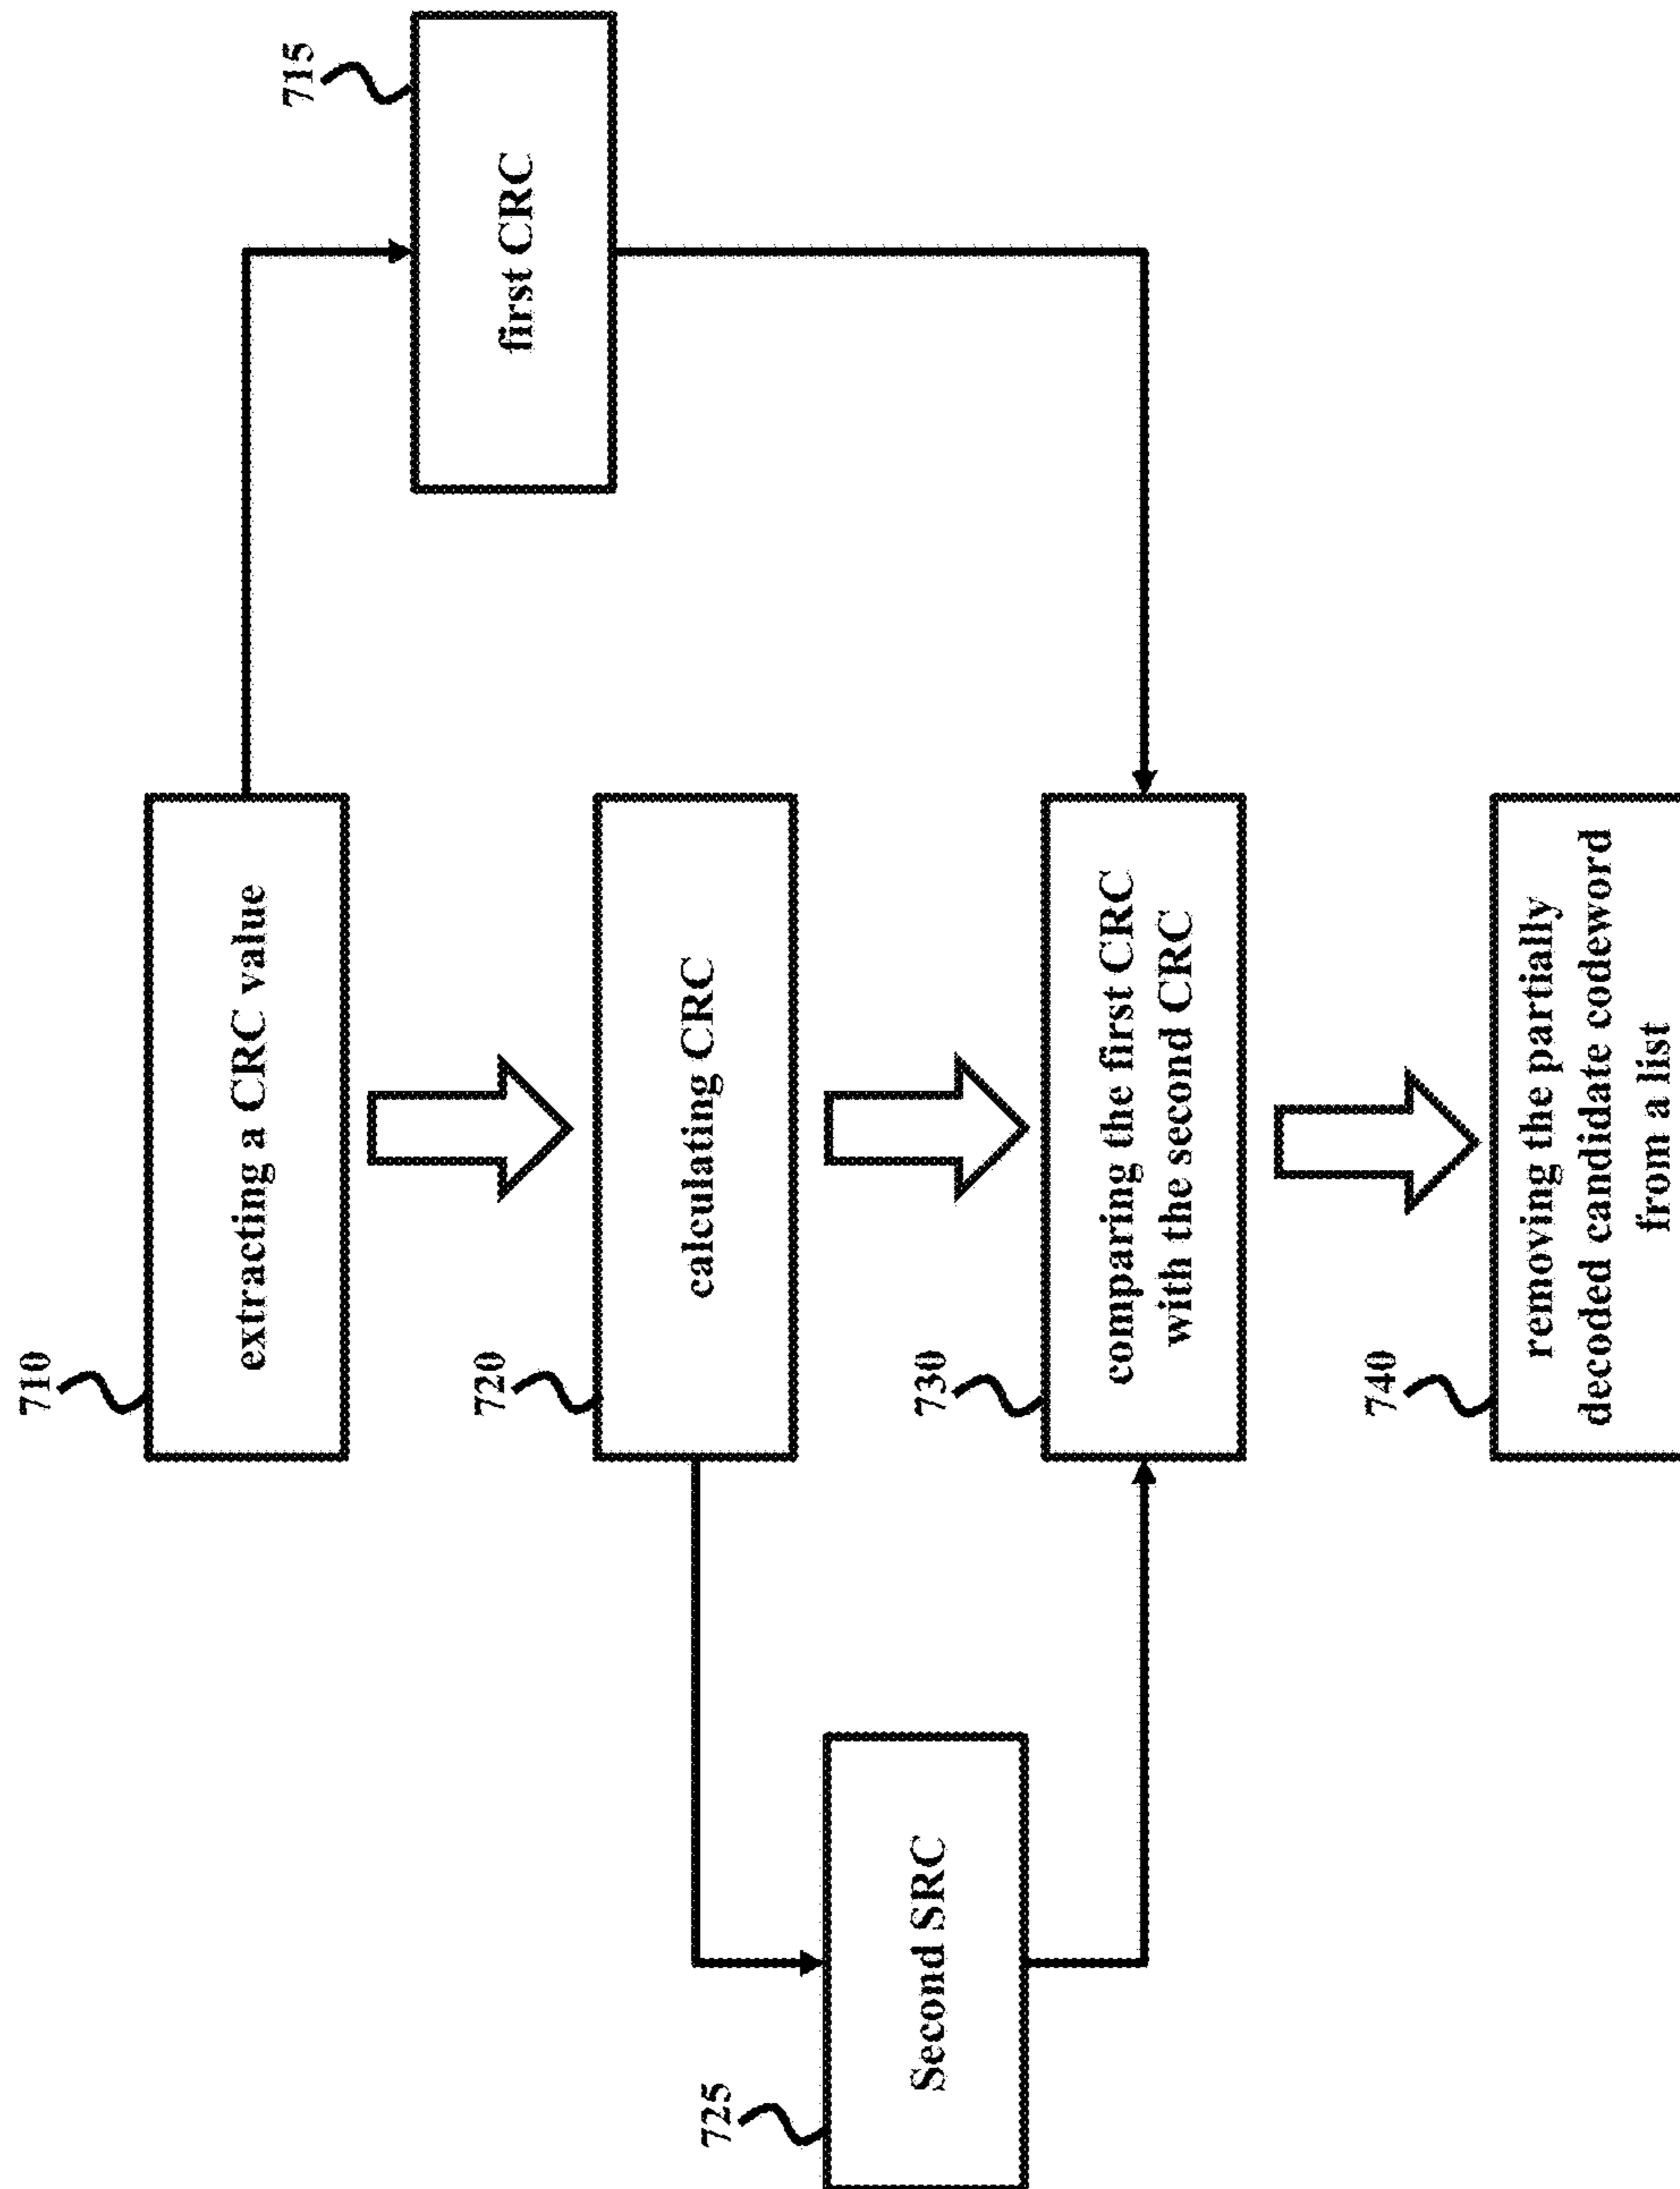 710
extracting a CRC value
715
first CRC
720
calculating CRC
725
Second SRC
730
comparing the first CRC
with the second CRC
740
removing the partially
decoded candidate codeword
from a list